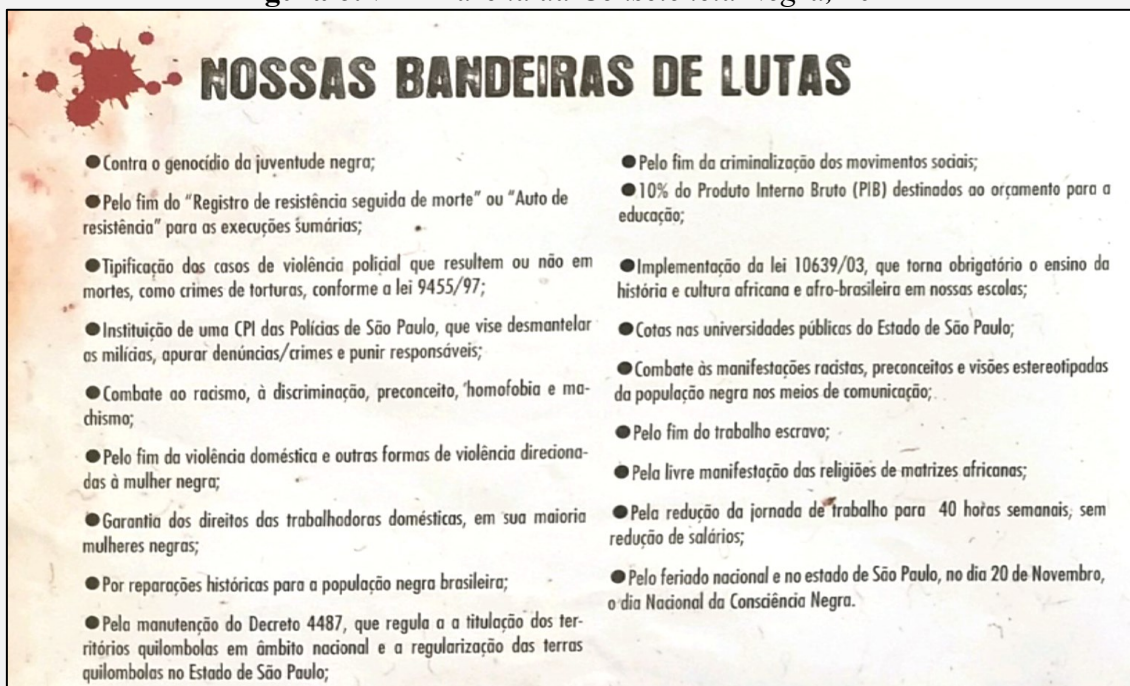 NOSSAS BANDEIRAS DE LUTAS
●Contra o genocídio da juventude negra;
●Pelo fim do “Registro de resistência seguida de morte” ou “Auto de
resistência” para as execuções sumárias;
●Tipificação dos casos de violência policial que resultem ou não em
mortes, como crimes de torturas, conforme a lei 9455/97;
●Instituição de uma CPI das Polícias de São Paulo, que vise desmantelar
as milícias, apurar denúncias/crimes e punir responsáveis;
●Combate ao racismo, à discriminação, preconceito, homofobia e ma-
chismo;
●Pelo fim da violência doméstica e outras formas de violência direciona-
das à mulher negra;
●Garantia dos direitos das trabalhadoras domésticas, em sua maioria
mulheres negras;
●Por reparações históricas para a população negra brasileira;
●Pela manutenção do Decreto 4487, que regula a a titulação dos ter-
ritórios quilombolas em âmbito nacional e a regularização das terras
quilombolas no Estado de São Paulo;
●Pelo fim da criminalização dos movimentos sociais;
●10% do Produto Interno Bruto (PIB) destinados ao orçamento para a
educação;
●Implementação da lei 10639/03, que torna obrigatório o ensino da
história e cultura africana e afro-brasileira em nossas escolas;
●Cotas nas universidades públicas do Estado de São Paulo;
●Combate às manifestações racistas, preconceitos e visões estereotipadas
da população negra nos meios de comunicação;
●Pelo fim do trabalho escravo;
●Pela livre manifestação das religiões de matrizes africanas;
●Pela redução da jornada de trabalho para 40 horas semanais, sem
redução de salários;
●Pelo feriado nacional e no estado de São Paulo, no dia 20 de Novembro,
o dia Nacional da Consciência Negra.